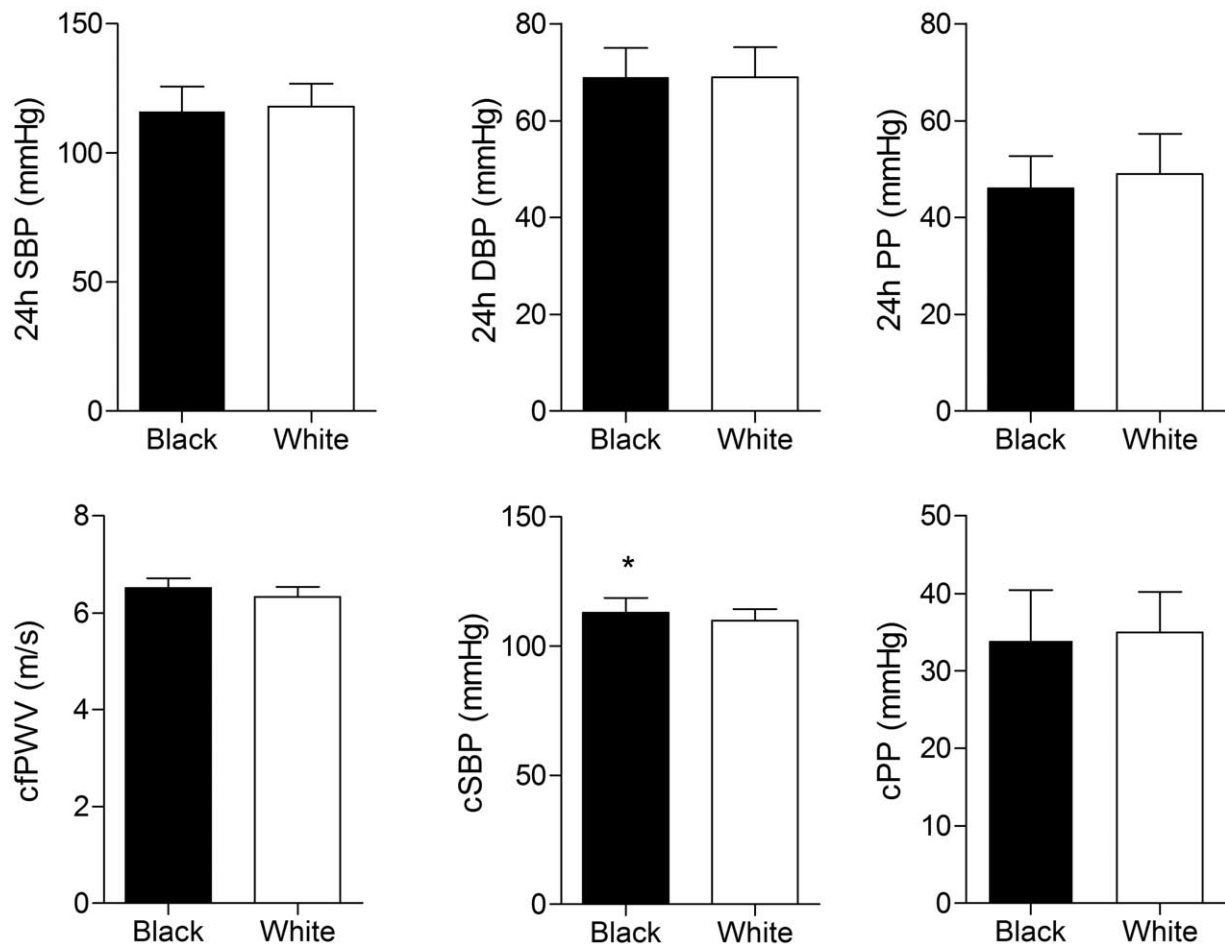 24h SBP (mmHg)
150
100
50
0
Black White
24h DBP (mmHg)
80
60
40
20
0
Black White
24h PP (mmHg)
80
60
40
20
0
Black White
cfPWV (m/s)
8
6
4
2
0
Black White
cSBP (mmHg)
150
100
50
0
*
Black White
cPP (mmHg)
50
40
30
20
10
0
Black White